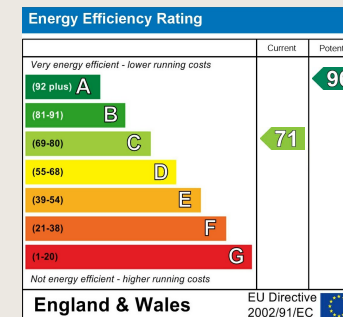 Energy Efficiency Rating
Current Potent
Very energy efficient - lower running costs
(92 plus) A
(81-91) B
(69-80) C
71
(55-68) D
(39-54) E
(21-38) F
(1-20) G
Not energy efficient - higher running costs
England & Wales
EU Directive
2002/91/EC